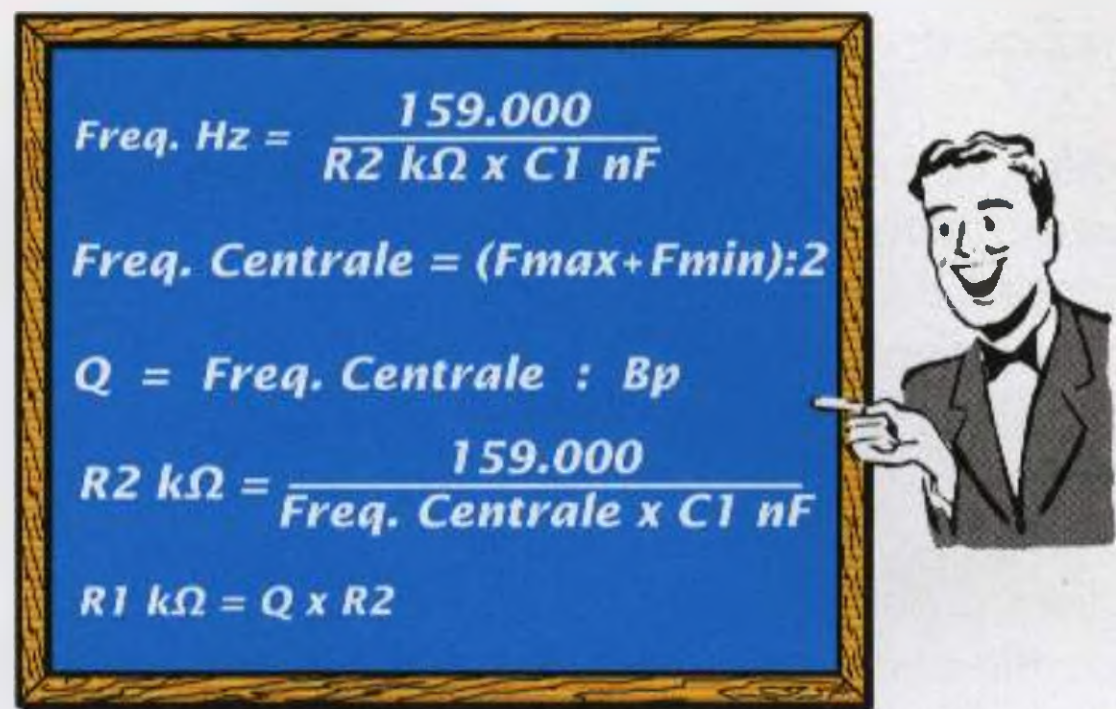 Freq. Hz = 159.000 / R2 kΩ x C1 nF
Freq. Centrale = (Fmax+Fmin):2
Q = Freq. Centrale : Bp
R2 kΩ = 159.000 / Freq. Centrale x C1 nF
R1 kΩ = Q x R2